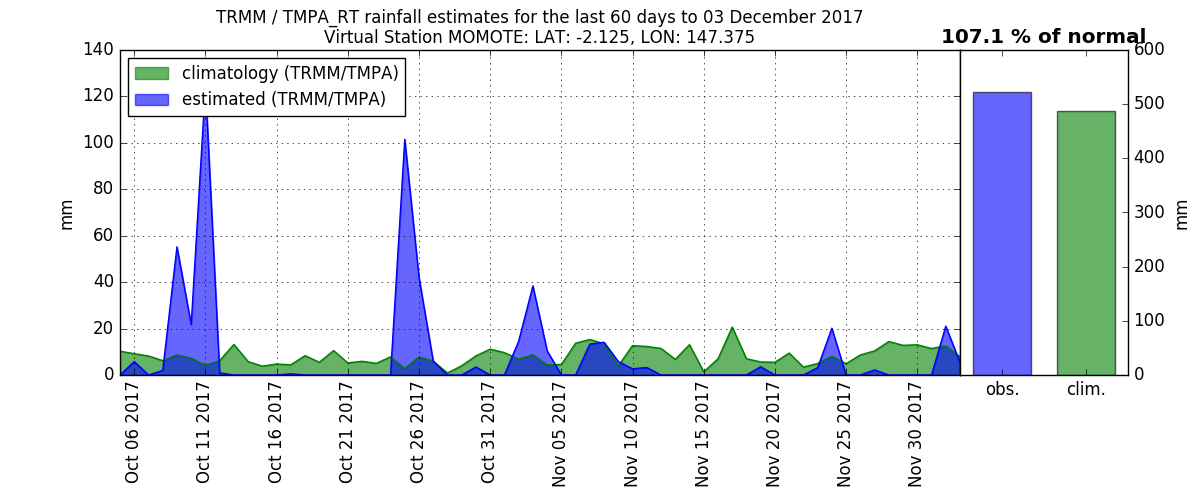 TRMM / TMPA_RT rainfall estimates for the last 60 days to 03 December 2017
Virtual Station MOMOTE: LAT: -2.125, LON: 147.375
107.1 % of normal
climatology (TRMM/TMPA)
estimated (TRMM/TMPA)
mm
140
120
100
80
60
40
20
0
Oct 06 2017
Oct 11 2017
Oct 16 2017
Oct 21 2017
Oct 26 2017
Oct 31 2017
Nov 05 2017
Nov 10 2017
Nov 15 2017
Nov 20 2017
Nov 25 2017
Nov 30 2017
obs.
clim.
600
500
400
300
200
100
0
mm